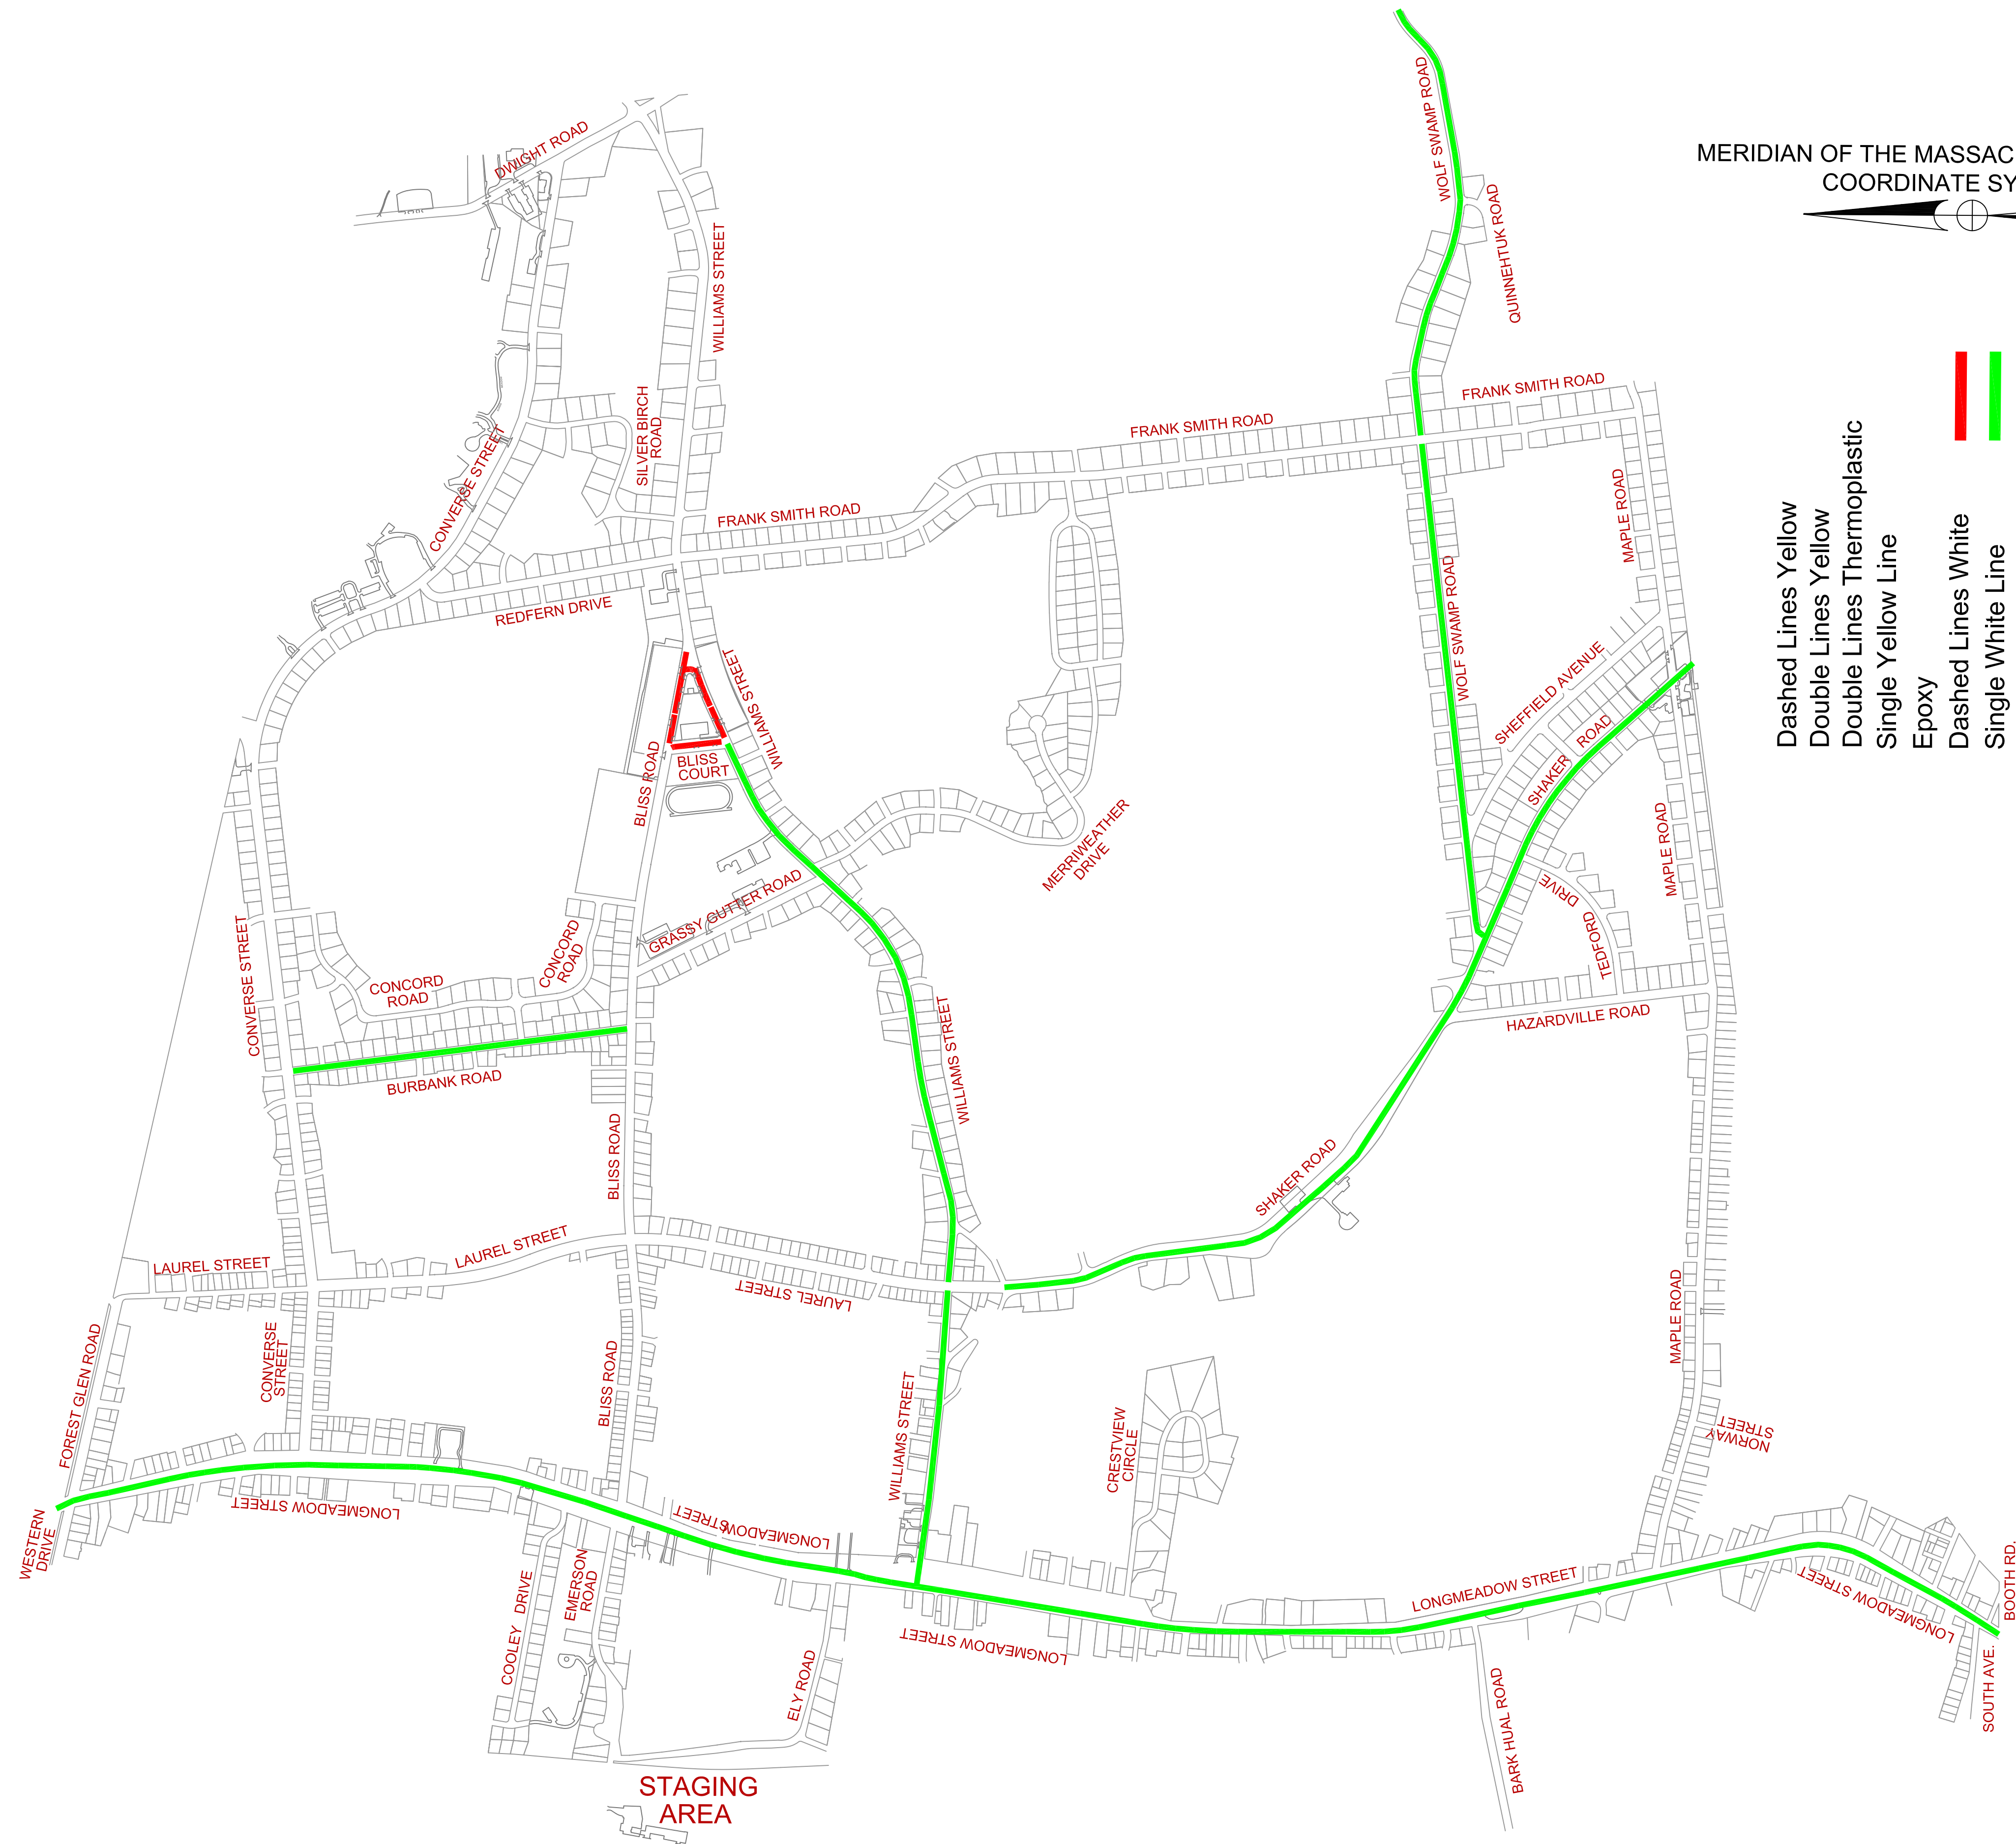 WOLF SWAMP ROAD
DWIGHT ROAD
MERIDIAN OF THE MASSAC
COORDINATE SY
QUINNEHTUK ROAD
WILLIAMS STREET
FRANK SMITH ROAD
SILVER BIRCH
ROAD
FRANK SMITH ROAD
CONVERSE STREET
FRANK SMITH ROAD
MAPLE ROAD
Dashed Lines Yellow
Double Lines Yellow
Double Lines Thermoplastic
Single Yellow Line
Epoxy
Dashed Lines White
Single White Line
REDFERN DRIVE
WOLF SWAMP ROAD
WILLIAMS STREET
SHEFFIELD AVENUE
BLISS ROAD
BLISS
COURT
SHAKER ROAD
MERRIWEATHER
DRIVE
MAPLE ROAD
GRASSY GUTTER ROAD
DRIVE
TEDFORD
CONVERSE STREET
CONCORD
ROAD
CONCORD
ROAD
HAZARDVILLE ROAD
WILLIAMS STREET
BURBANK ROAD
BLISS ROAD
SHAKER ROAD
LAUREL STREET
LAUREL STREET
LAUREL STREET
MAPLE ROAD
FOREST GLEN ROAD
CONVERSE
STREET
BLISS ROAD
WILLIAMS STREET
CRESTVIEW
CIRCLE
NORWAY
STREET
LONGMEADOW STREET
LONGMEADOW
STREET
WESTERN
DRIVE
COOLEY DRIVE
EMERSON
ROAD
LONGMEADOW STREET
LONGMEADOW STREET
LONGMEADOW STREET
BOOTH RD.
ELY ROAD
BARK HUAL ROAD
SOUTH AVE.
STAGING
AREA